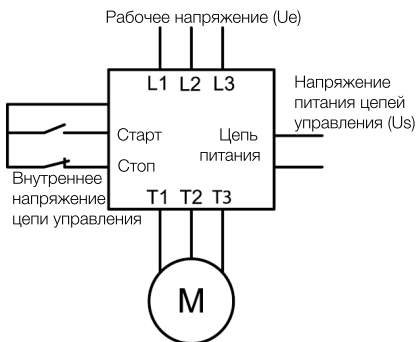 Рабочее напряжение (Ue)
L1 L2 L3
Напряжение
питания цепей
управления (Us)
Старт
Цепь
питания
Стоп
Внутреннее
напряжение
цепи управления
T1 T2 T3
M